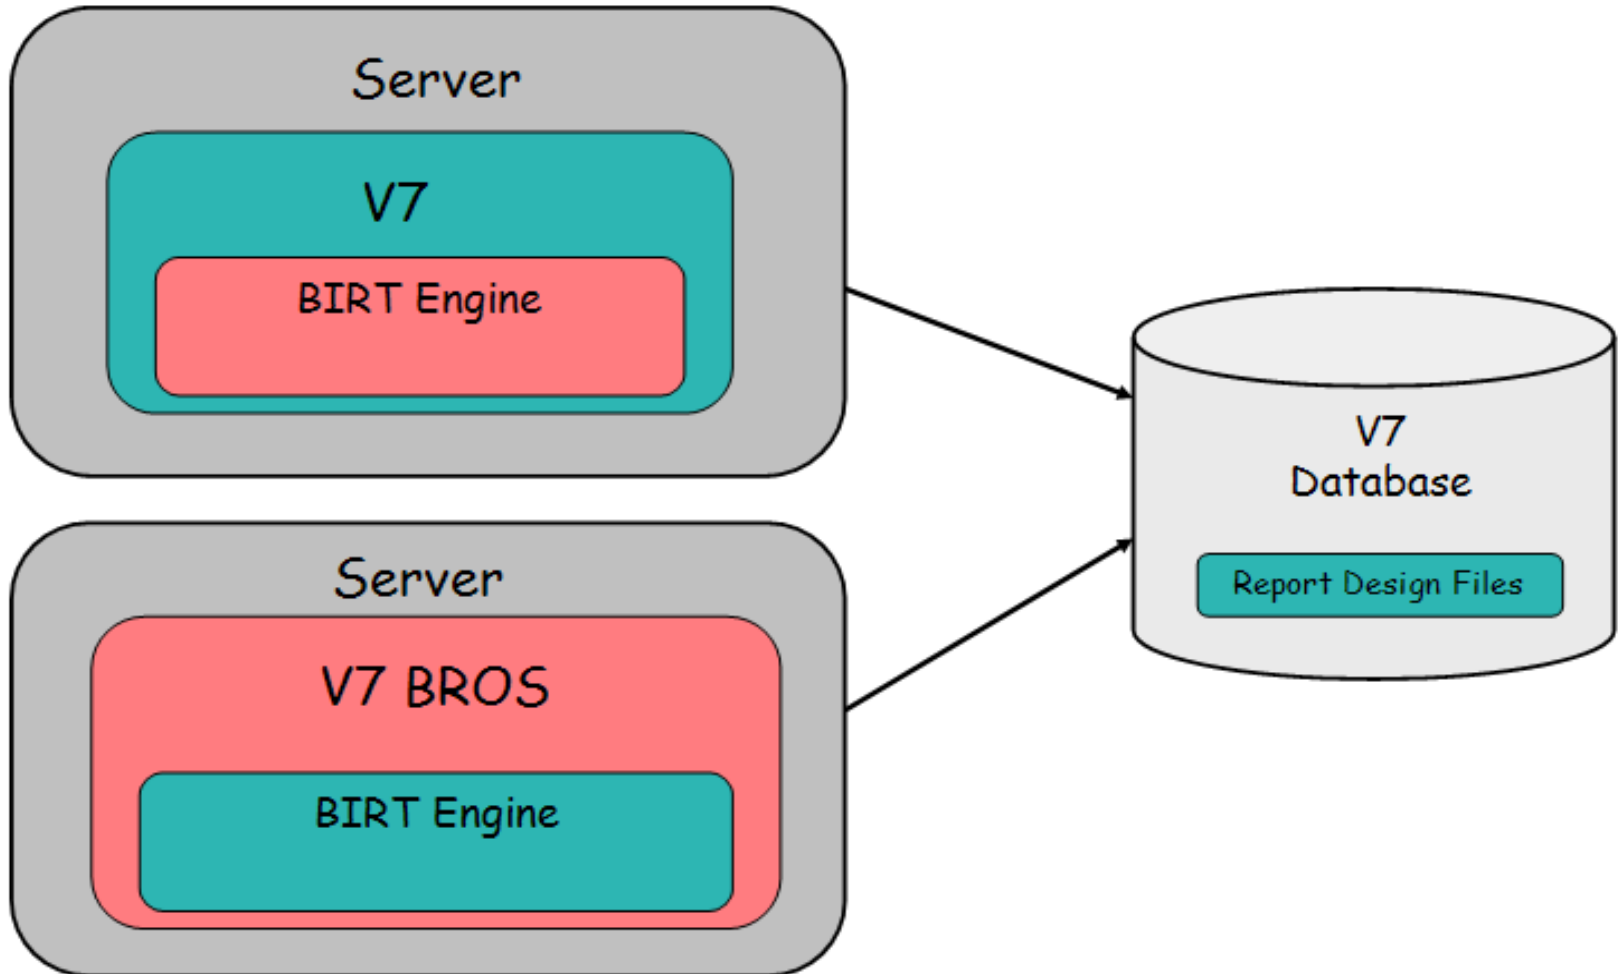 Server
V7
BIRT Engine
Server
V7 BROS
BIRT Engine
V7
Database
Report Design Files